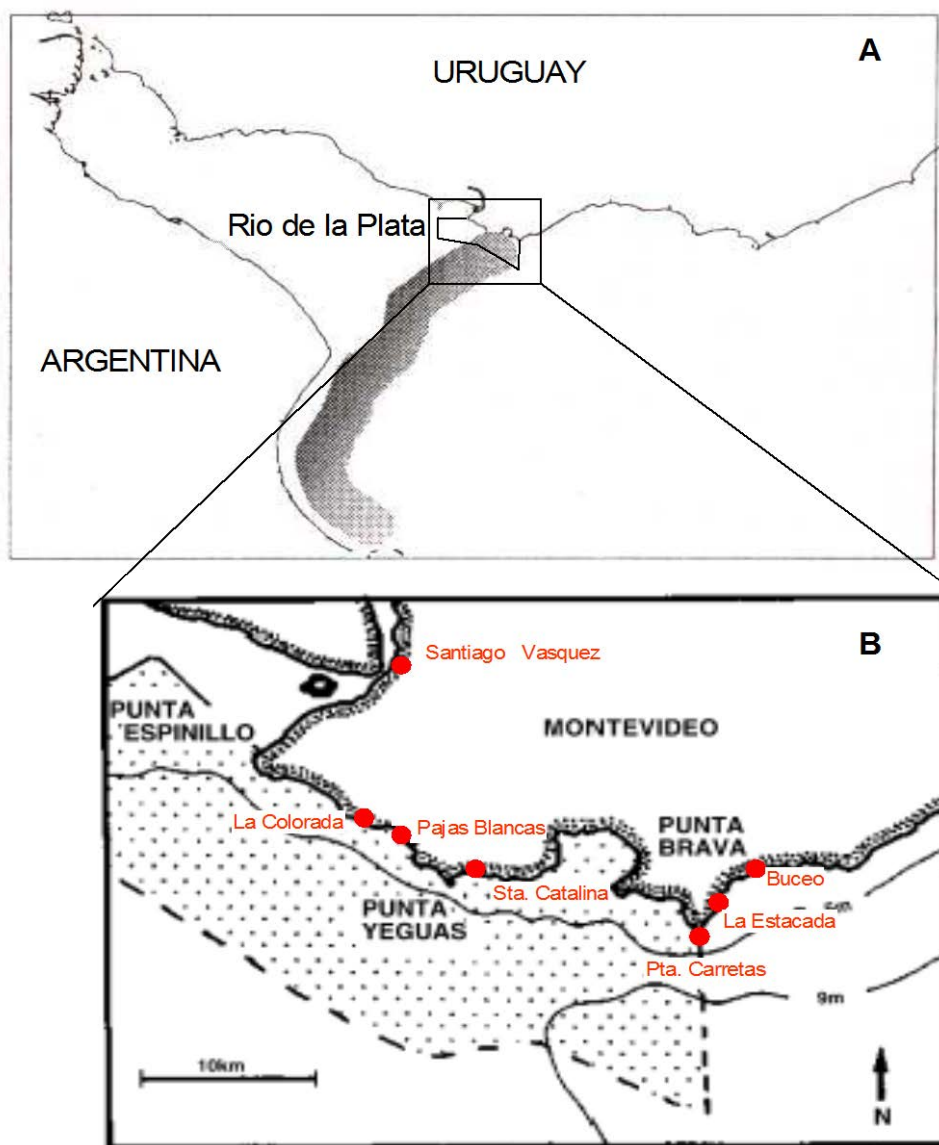 A
URUGUAY
Rio de la Plata
ARGENTINA
B
Santiago Vasquez
PUNTA
ESPINILLO
MONTEVIDEO
La Colorada
Pajas Blancas
PUNTA
BRAVA
Buceo
Sta. Catalina
La Estacada
PUNTA
YEGUAS
Pta. Carretas
9m
10km
N